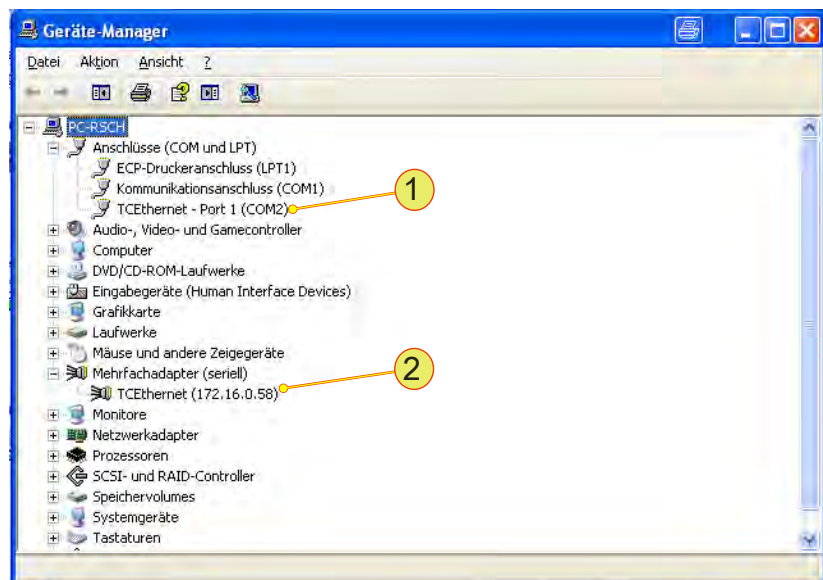 Geräte-Manager
Datei Aktion Ansicht ?
PC-RSCH
Anschlüsse (COM und LPT)
ECP-Druckeranschluss (LPT1)
Kommunikationsanschluss (COM1)
1
TCEthernet - Port 1 (COM2)
Audio-, Video- und Gamecontroller
Computer
DVD/CD-ROM-Laufwerke
Eingabegeräte (Human Interface Devices)
Grafikkarte
Laufwerke
Mäuse und andere Zeigegeräte
Mehrfachadapter (seriell)
2
TCEthernet (172.16.0.58)
Monitore
Netzwerkadapter
Prozessoren
SCSI- und RAID-Controller
Speichervolumes
Systemgeräte
Tastaturen